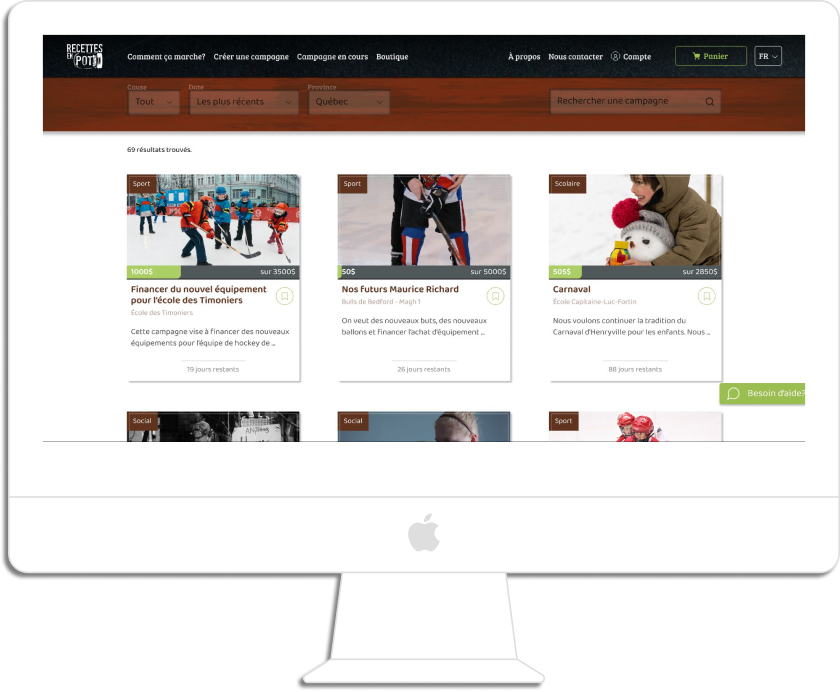 RECETTES
EN POT
Comment ça marche? Créer une campagne Campagne en cours Boutique À propos Nous contacter Compte Panier FR
Cause Date Province
Tout Les plus récents Québec Rechercher une campagne
69 résultats trouvés.
Sport Sport Scolaire
1000$ sur 3500$ 50$ sur 5000$ 505$ sur 2850$
Financer du nouvel équipement
pour l'école des Timoniers
École des Timoniers
Cette campagne vise à financer des nouveaux
équipements pour l'équipe de hockey de ...
19 jours restants
Nos futurs Maurice Richard
Bulls de Bedford - Magh 1
On veut des nouveaux buts, des nouveaux
ballons et financer l'achat d'équipement ...
26 jours restants
Carnaval
École Capitaine-Luc-Fortin
Nous voulons continuer la tradition du
Carnaval d'Henryville pour les enfants. Nous ...
88 jours restants
Besoin d'aide?
Social Social Sport